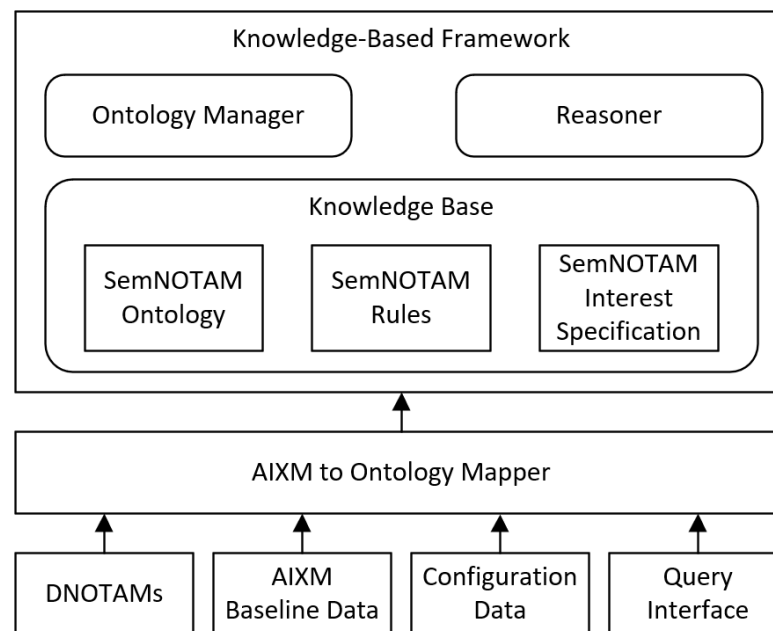 Knowledge-Based Framework
Ontology Manager
Reasoner
Knowledge Base
SemNOTAM
Ontology
SemNOTAM
Rules
SemNOTAM
Interest
Specification
AIXM to Ontology Mapper
DNOTAMs
AIXM
Baseline Data
Configuration
Data
Query
Interface